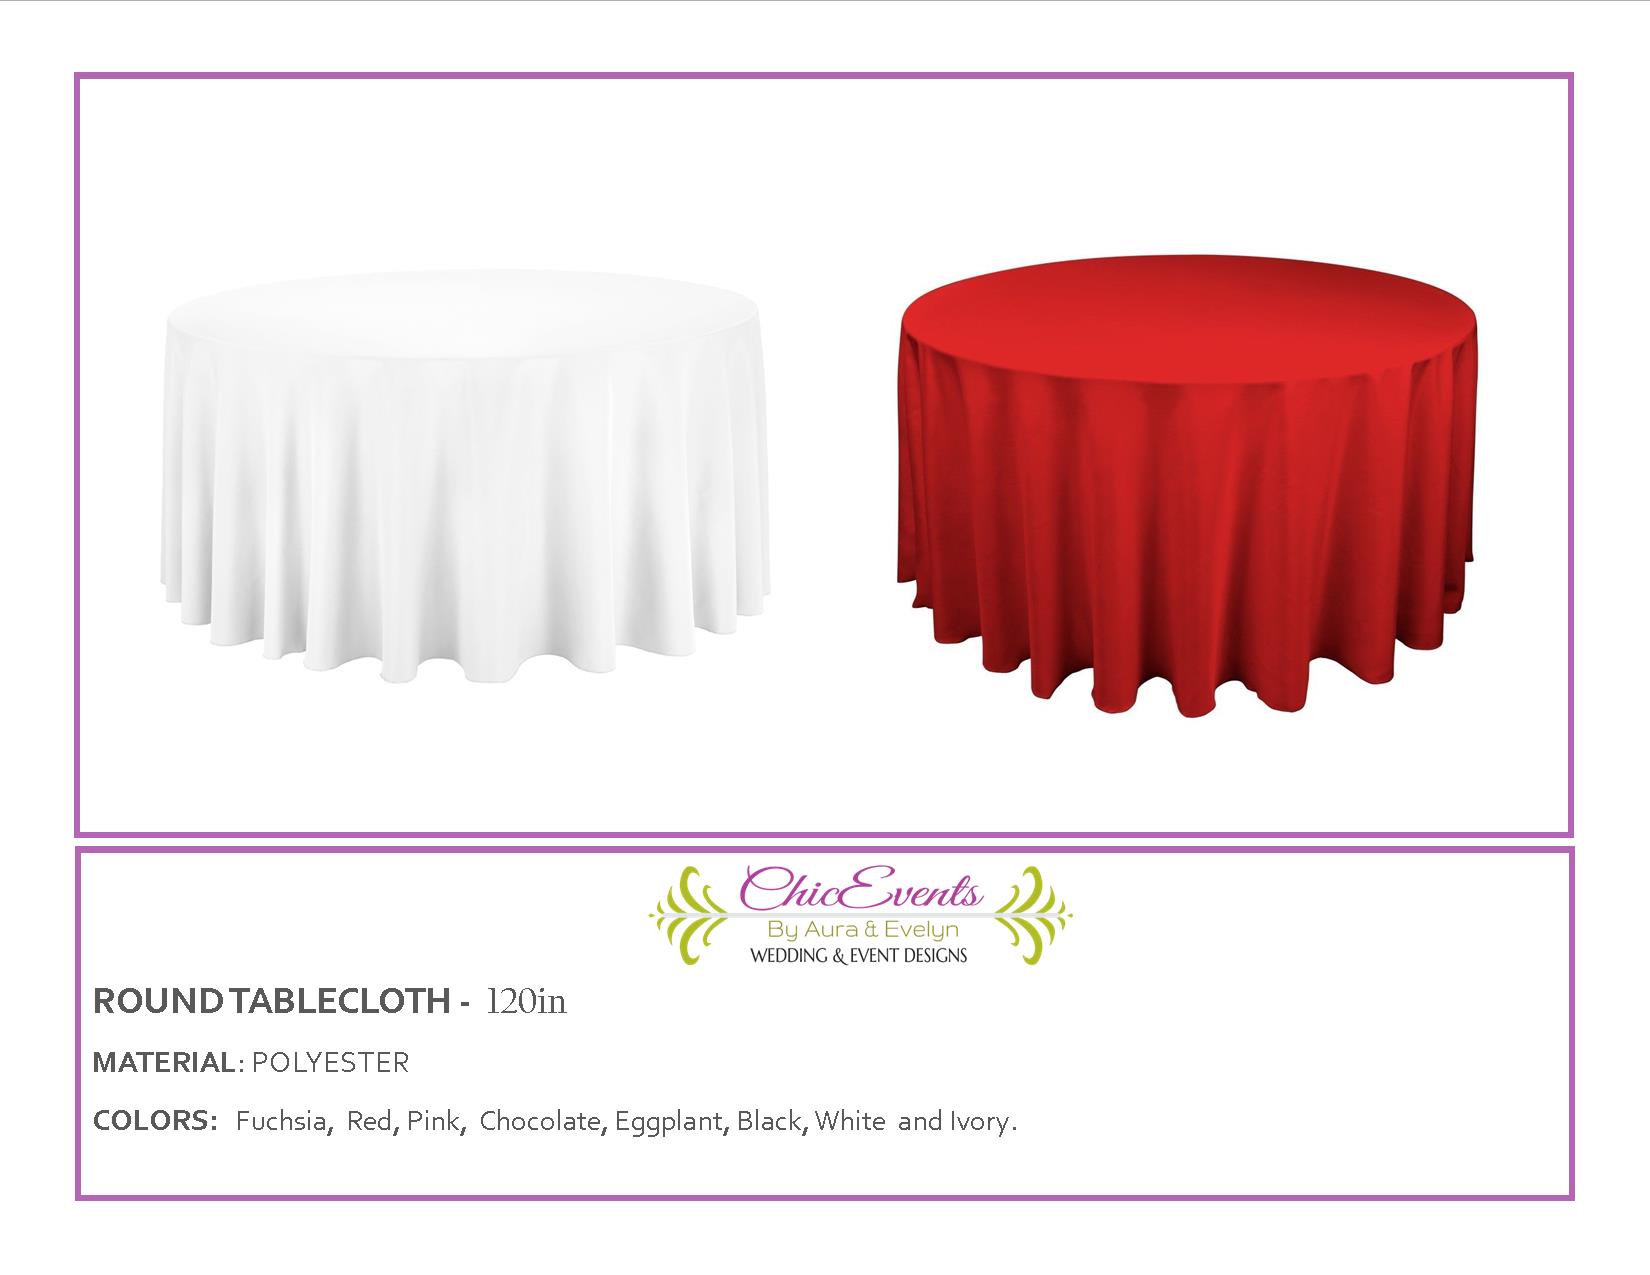 ChicEvents
By Aura & Evelyn
WEDDING & EVENT DESIGNS
ROUND TABLECLOTH - 120in
MATERIAL: POLYESTER
COLORS: Fuchsia, Red, Pink, Chocolate, Eggplant, Black, White and Ivory.